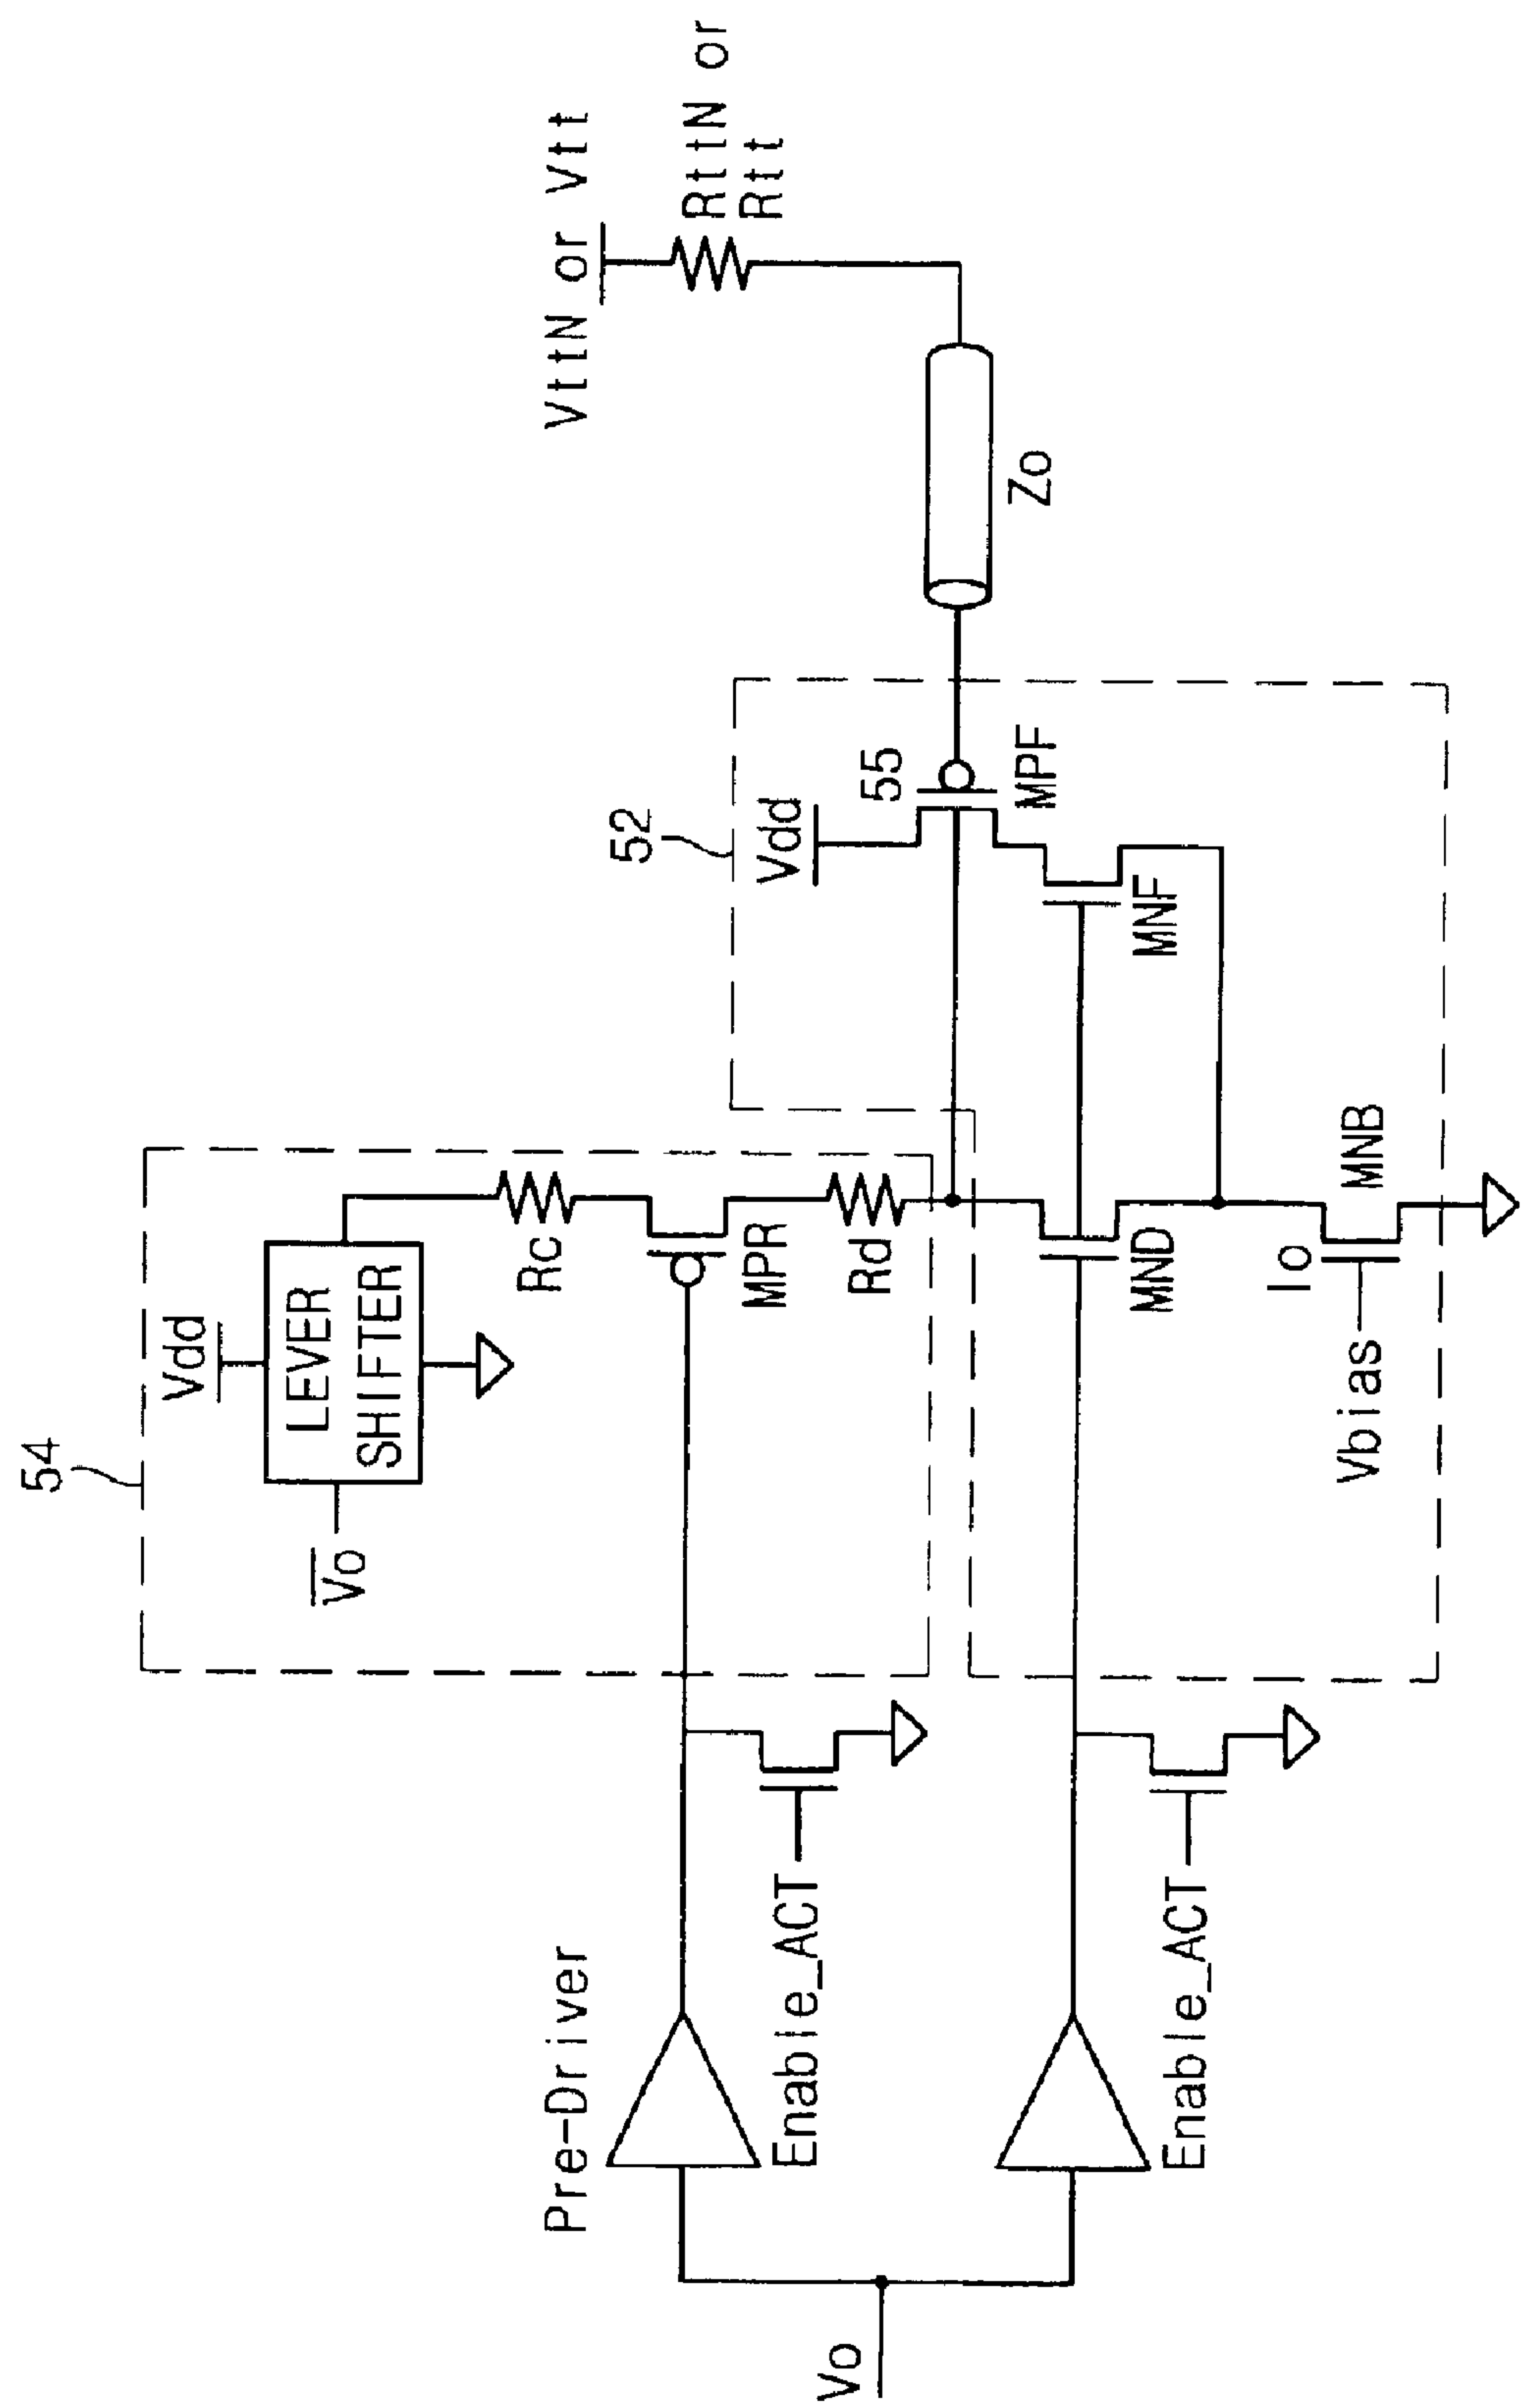 54
Vdd
LEVER
SHIFTER
V̅o̅
Rc
MPR
Rd
VttN or Vtt
RttN or
Rtt
Zo
52
Vdd
55
MPF
MNF
MND
Io
MNB
Vbias
Pre-Driver
Enable_ACT
Enable_ACT
Vo